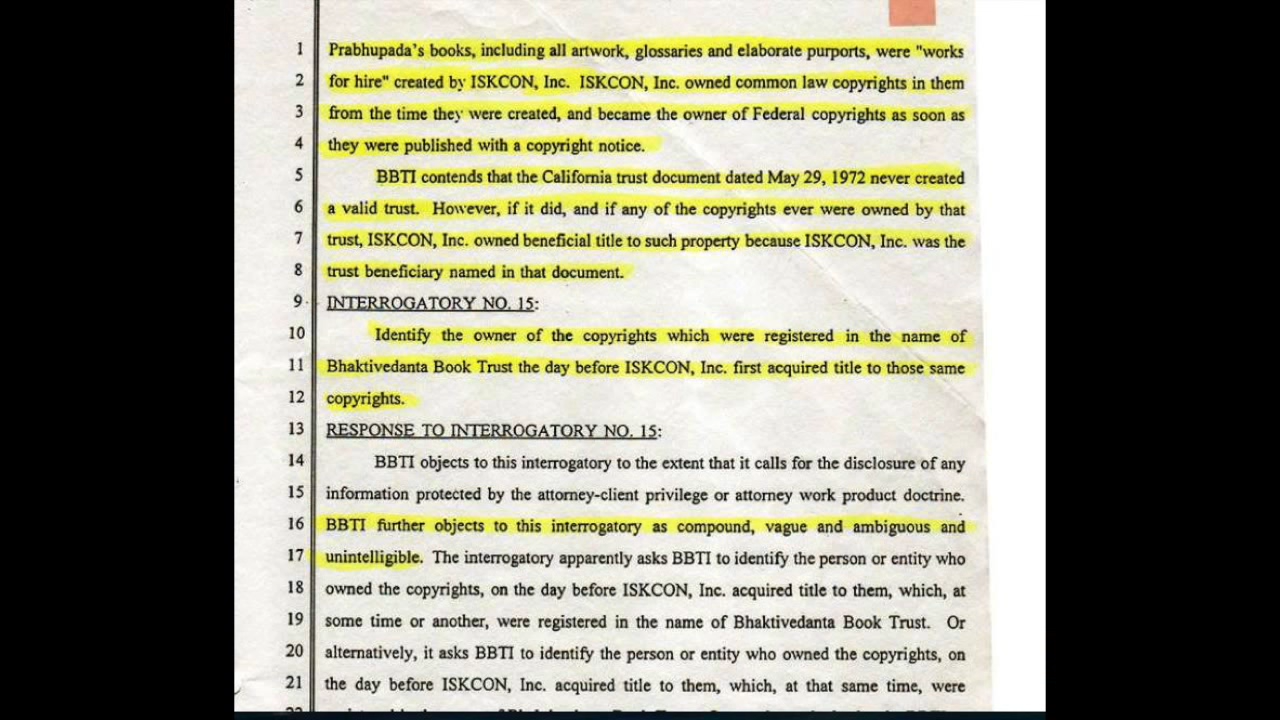 1 Prabhupada's books, including all artwork, glossaries and elaborate purports, were "works
2 for hire" created by ISKCON, Inc. ISKCON, Inc. owned common law copyrights in them
3 from the time they were created, and became the owner of Federal copyrights as soon as
4 they were published with a copyright notice.
5 BBTI contends that the California trust document dated May 29, 1972 never created
6 a valid trust. However, if it did, and if any of the copyrights ever were owned by that
7 trust, ISKCON, Inc. owned beneficial title to such property because ISKCON, Inc. was the
8 trust beneficiary named in that document.
9 INTERROGATORY NO. 15:
10 Identify the owner of the copyrights which were registered in the name of
11 Bhaktivedanta Book Trust the day before ISKCON, Inc. first acquired title to those same
12 copyrights.
13 RESPONSE TO INTERROGATORY NO. 15:
14 BBTI objects to this interrogatory to the extent that it calls for the disclosure of any
15 information protected by the attorney-client privilege or attorney work product doctrine.
16 BBTI further objects to this interrogatory as compound, vague and ambiguous and
17 unintelligible. The interrogatory apparently asks BBTI to identify the person or entity who
18 owned the copyrights, on the day before ISKCON, Inc. acquired title to them, which, at
19 some time or another, were registered in the name of Bhaktivedanta Book Trust. Or
20 alternatively, it asks BBTI to identify the person or entity who owned the copyrights, on
21 the day before ISKCON, Inc. acquired title to them, which, at that same time, were